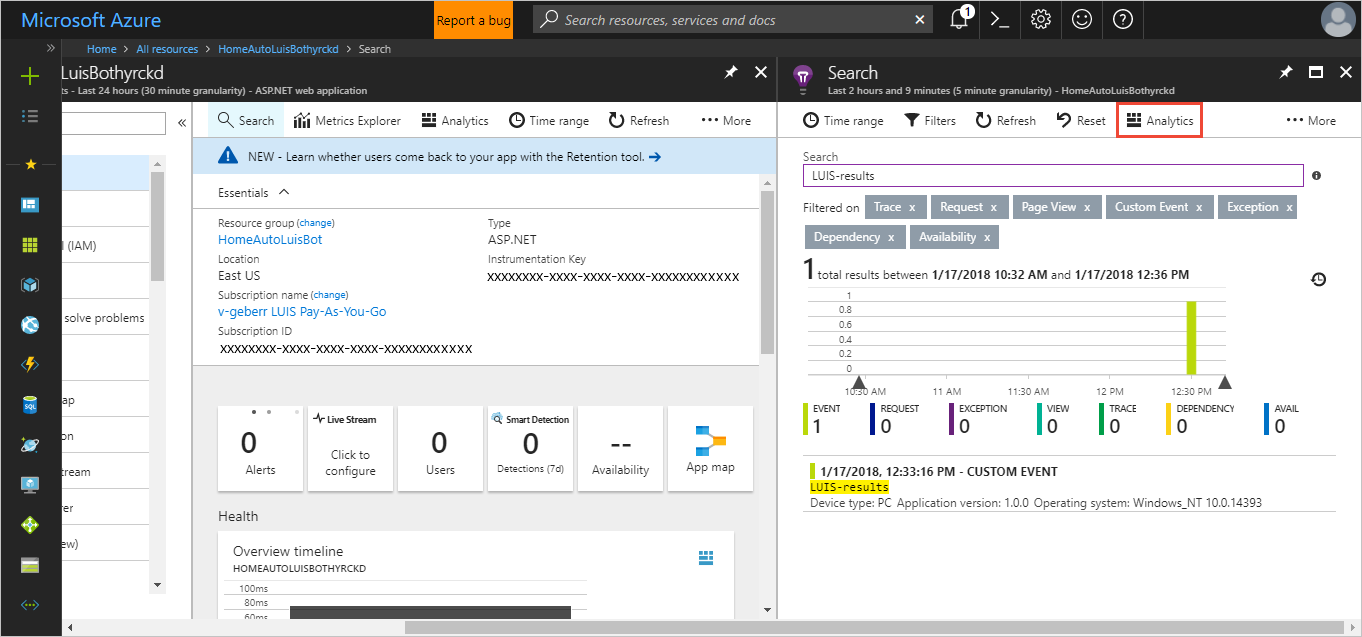 Microsoft Azure
Report a bug
Search resources, services and docs
1
Home > All resources > HomeAutoLuisBothyrckd > Search
LuisBothyrckd
ts - Last 24 hours (30 minute granularity) - ASP.NET web application
Search
Metrics Explorer
Analytics
Time range
Refresh
More
NEW - Learn whether users come back to your app with the Retention tool.
Essentials
Resource group (change)
HomeAutoLuisBot
Type
ASP.NET
Location
East US
Instrumentation Key
xxxxxxxx-xxxx-xxxx-xxxx-xxxxxxxxxxxx
Subscription name (change)
v-geberr LUIS Pay-As-You-Go
Subscription ID
xxxxxxxx-xxxx-xxxx-xxxx-xxxxxxxxxxxx
(IAM)
solve problems
ap
on
ream
er
ew)
0
Alerts
Live Stream
Click to
configure
0
Users
Smart Detection
0
Detections (7d)
--
Availability
App map
Health
Overview timeline
HOMEAUTOLUISBOTHYRCKD
100ms
80ms
60ms
Search
Last 2 hours and 9 minutes (5 minute granularity) - HomeAutoLuisBothyrckd
Time range
Filters
Refresh
Reset
Analytics
More
Search
LUIS-results
Filtered on Trace x Request x Page View x Custom Event x Exception x
Dependency x Availability x
1 total results between 1/17/2018 10:32 AM and 1/17/2018 12:36 PM
1
0.8
0.6
0.4
0.2
0
10:30 AM 11 AM 11:30 AM 12 PM 12:30 PM
EVENT REQUEST EXCEPTION VIEW TRACE DEPENDENCY AVAIL
1 0 0 0 0 0 0
1/17/2018, 12:33:16 PM - CUSTOM EVENT
LUIS-results
Device type: PC Application version: 1.0.0 Operating system: Windows_NT 10.0.14393